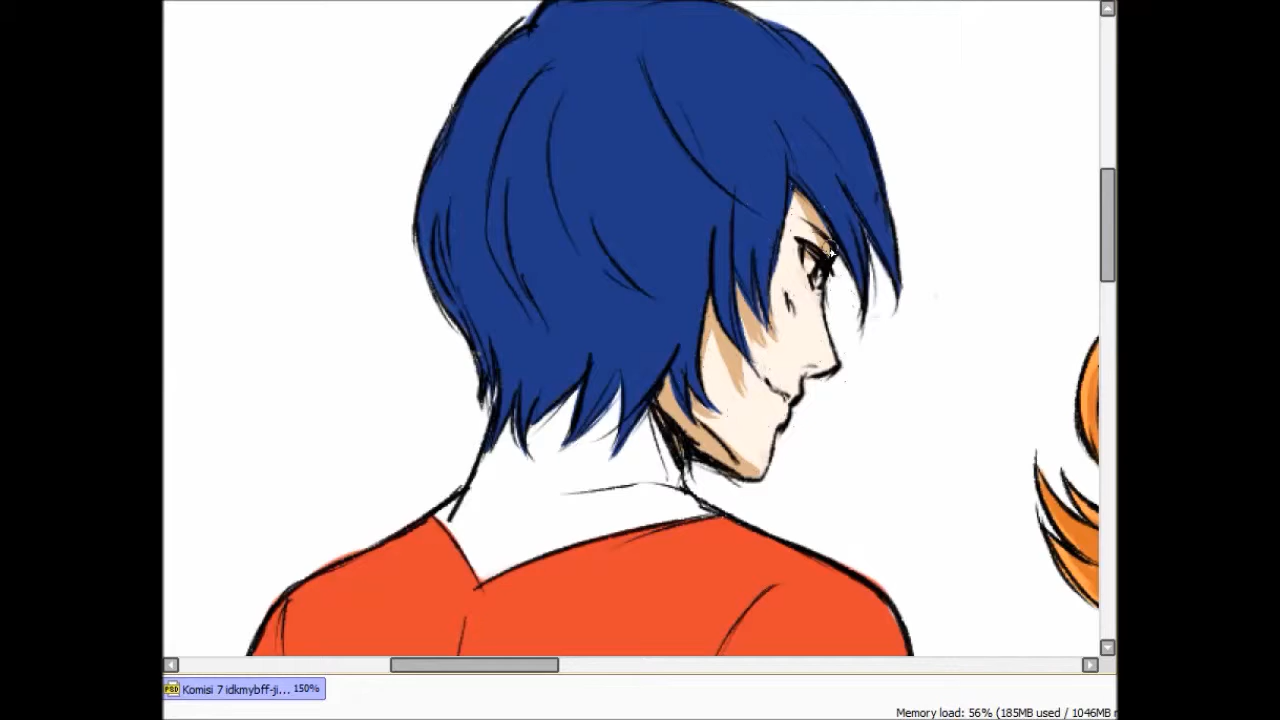 Komisi 7 idkmybff-ji... 150%
Memory load: 56% (185MB used / 1046MB